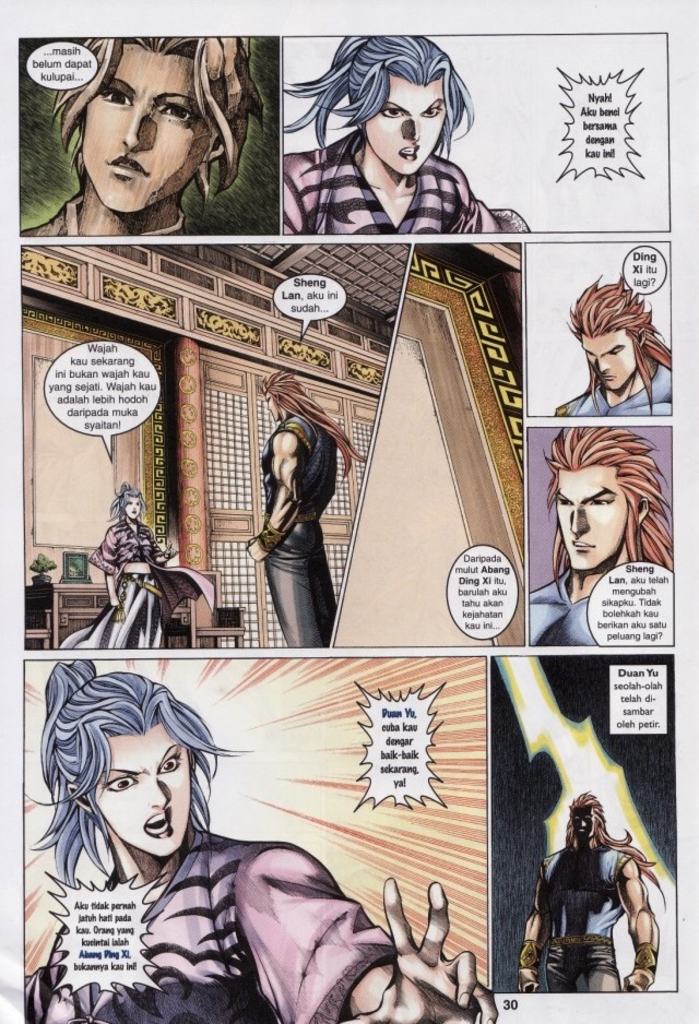 ...masih
belum dapat
kulupai...
Nyah!
Aku benci
bersama
dengan
kau ini!
Sheng
Lan, aku ini
sudah...
Wajah
kau sekarang
ini bukan wajah kau
yang sejati. Wajah kau
adalah lebih hodoh
daripada muka
syaitan!
Daripada
mulut Abang
Ding Xi itu,
barulah aku
tahu akan
kejahatan
kau ini...
Ding
Xi itu
lagi?
Sheng
Lan, aku telah
mengubah
sikapku. Tidak
bolehkah kau
berikan aku satu
peluang lagi?
Duan Yu,
cuba kau
dengar
baik-baik
sekarang,
ya!
Aku tidak pernah
jatuh hati pada
kau. Orang yang
kucintai ialah
Abang Ding Xi,
bukannya kau ini!
Duan Yu
seolah-olah
telah di-
sambar
oleh petir.
30